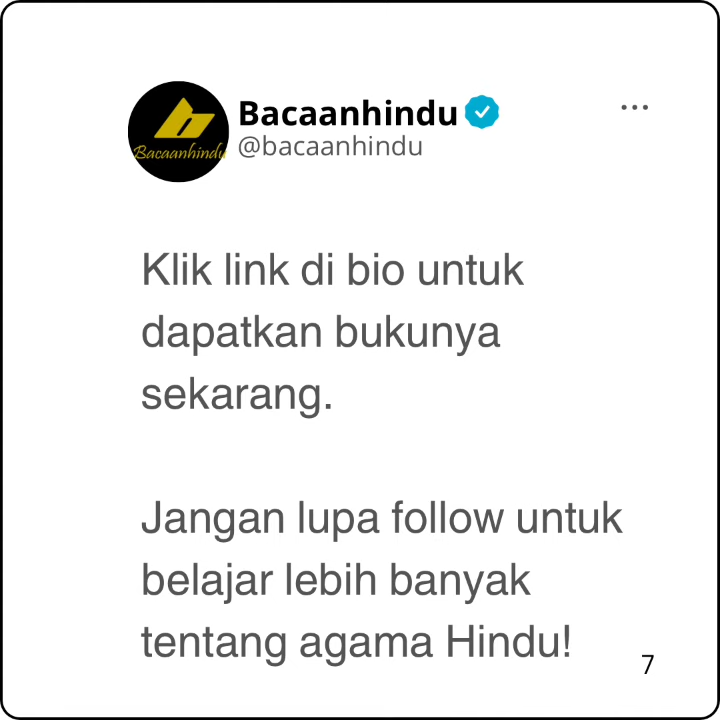 Bacaanhindu
Bacaanhindu
@bacaanhindu
Klik link di bio untuk
dapatkan bukunya
sekarang.
Jangan lupa follow untuk
belajar lebih banyak
tentang agama Hindu!
7